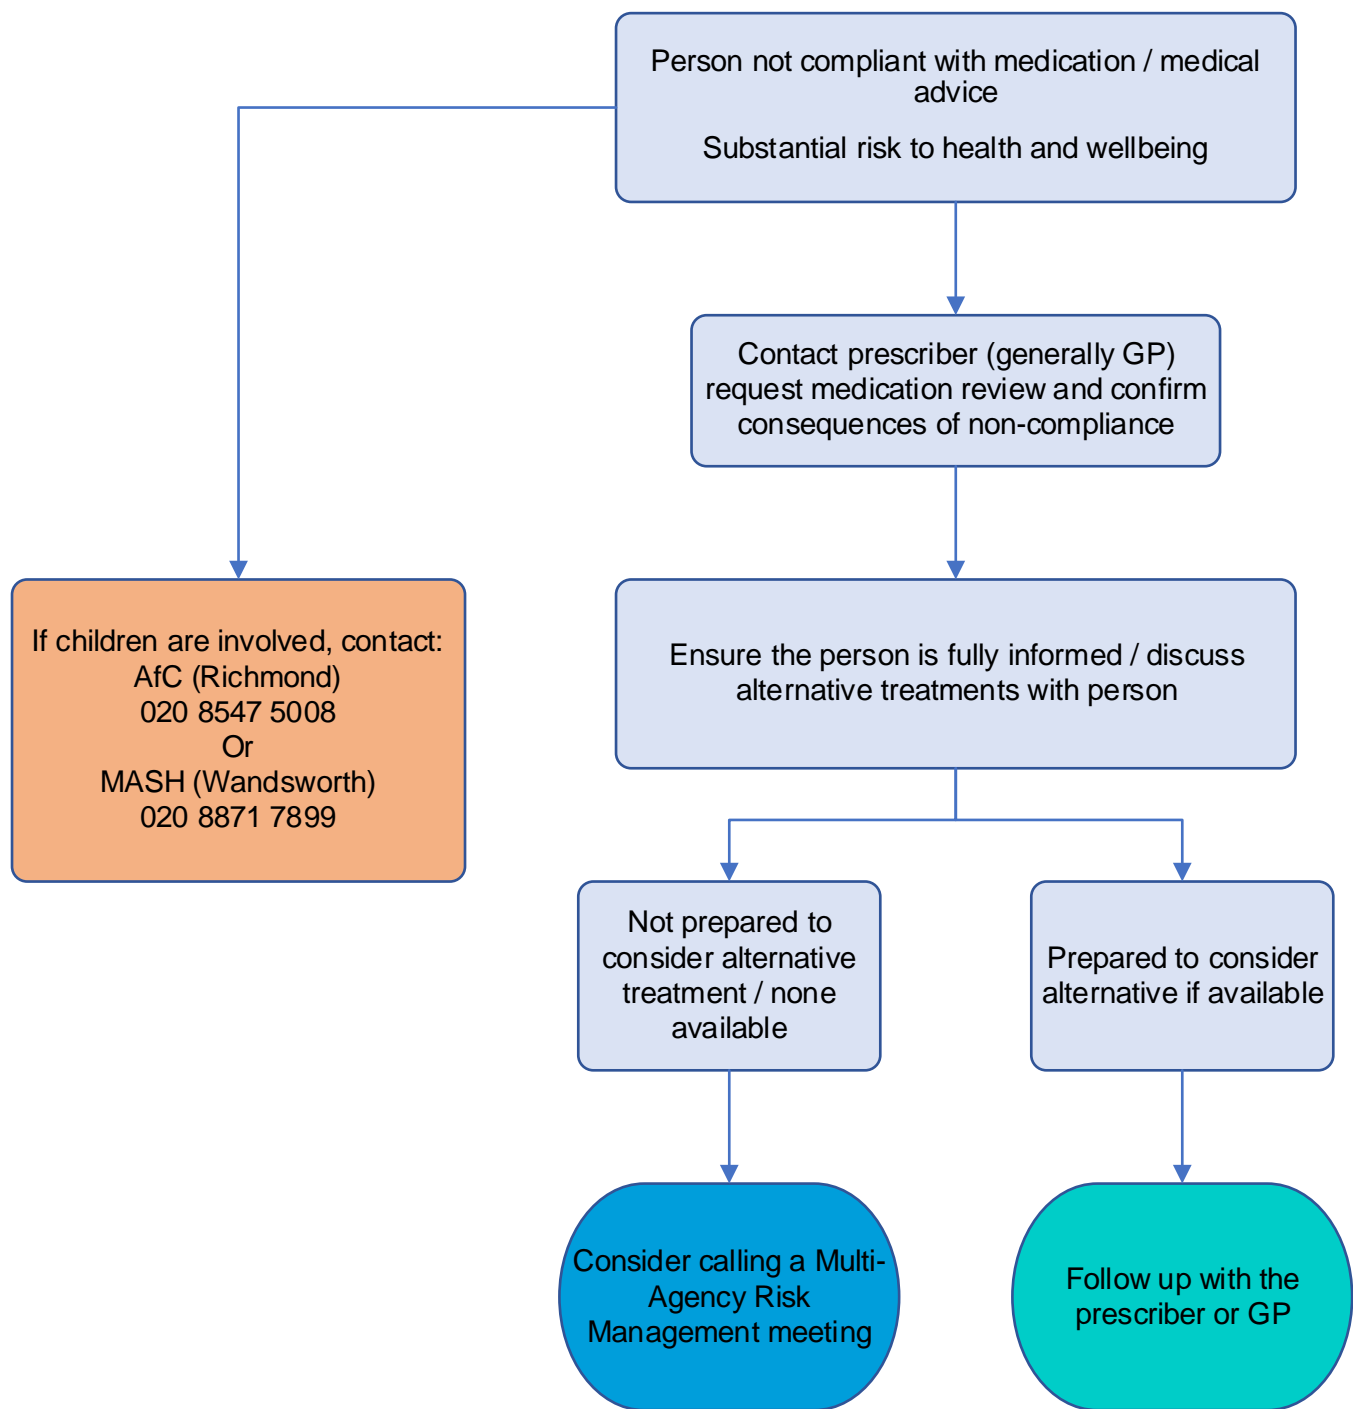 Person not compliant with medication / medical
advice
Substantial risk to health and wellbeing
Contact prescriber (generally GP)
request medication review and confirm
consequences of non-compliance
If children are involved, contact:
AfC (Richmond)
020 8547 5008
Or
MASH (Wandsworth)
020 8871 7899
Ensure the person is fully informed / discuss
alternative treatments with person
Not prepared to
consider alternative
treatment / none
available
Prepared to consider
alternative if available
Consider calling a Multi-
Agency Risk
Management meeting
Follow up with the
prescriber or GP